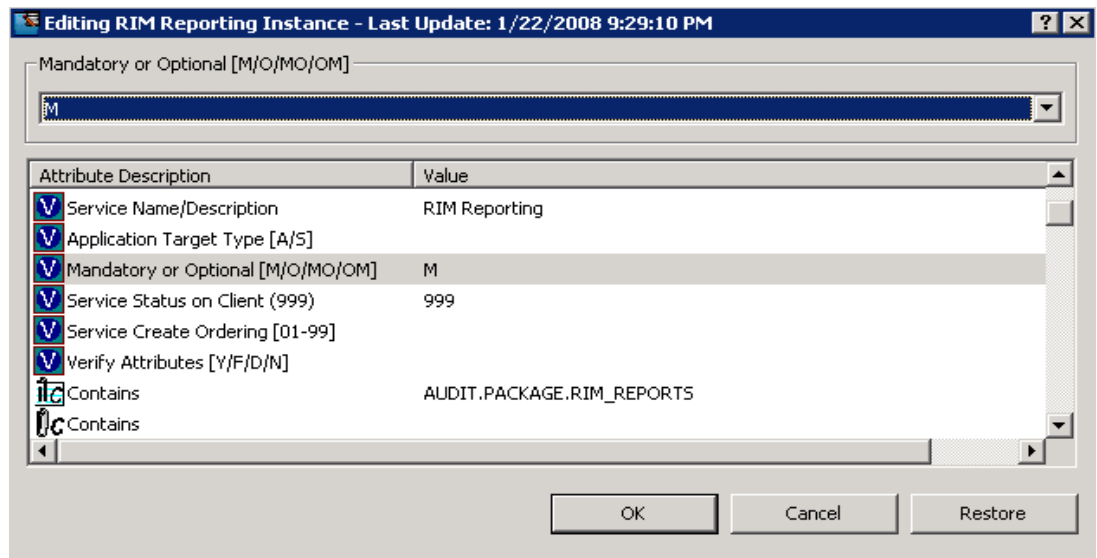 Editing RIM Reporting Instance - Last Update: 1/22/2008 9:29:10 PM
Mandatory or Optional [M/O/MO/OM]
M
Attribute Description Value
Service Name/Description RIM Reporting
Application Target Type [A/S]
Mandatory or Optional [M/O/MO/OM] M
Service Status on Client (999) 999
Service Create Ordering [01-99]
Verify Attributes [Y/F/D/N]
Contains AUDIT.PACKAGE.RIM_REPORTS
Contains
OK Cancel Restore